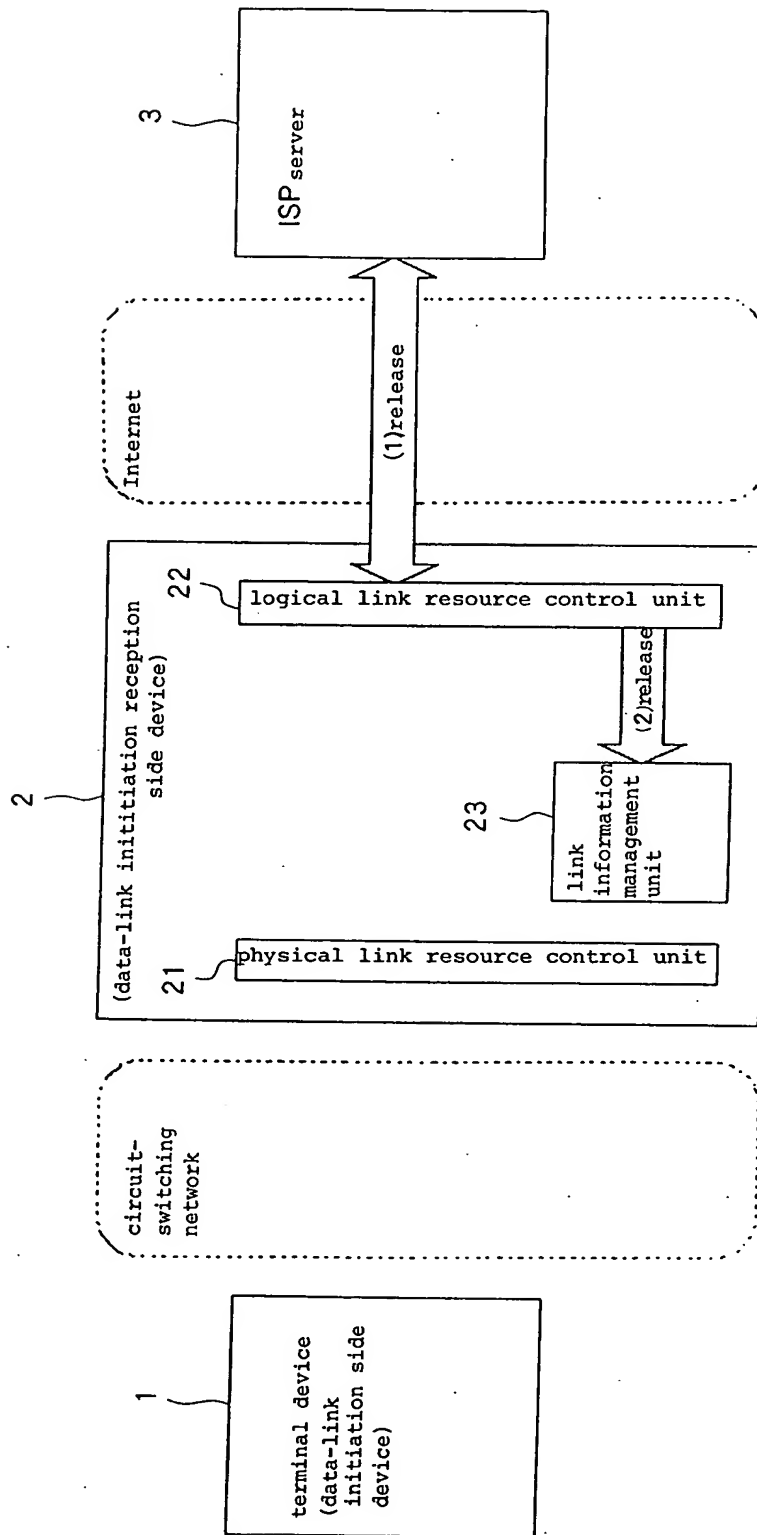 1
terminal device
(data-link
initiation side
device)
circuit-
switching
network
2
(data-link inititiation reception
side device)
21
physical link resource control unit
22
logical link resource control unit
23
link
information
management
unit
(2)release
Internet
(1)release
3
ISP server